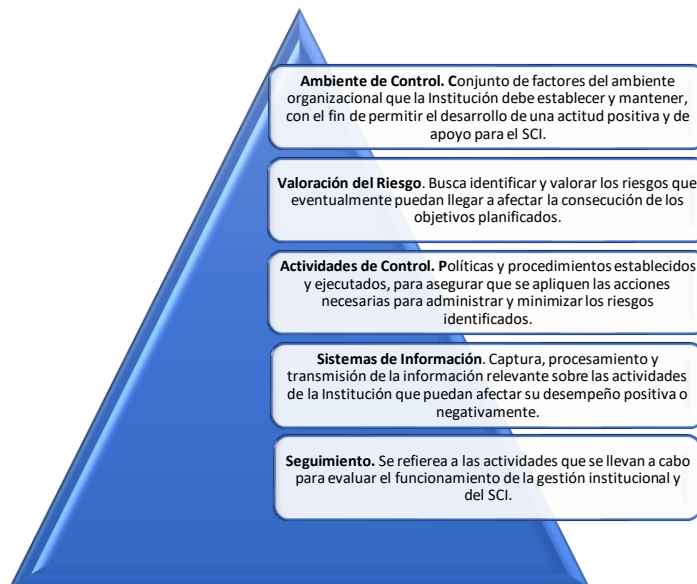 Ambiente de Control. Conjunto de factores del ambiente
organizacional que la Institución debe establecer y mantener,
con el fin de permitir el desarrollo de una actitud positiva y de
apoyo para el SCI.
Valoración del Riesgo. Busca identificar y valorar los riesgos que
eventualmente puedan llegar a afectar la consecución de los
objetivos planificados.
Actividades de Control. Políticas y procedimientos establecidos
y ejecutados, para asegurar que se apliquen las acciones
necesarias para administrar y minimizar los riesgos
identificados.
Sistemas de Información. Captura, procesamiento y
transmisión de la información relevante sobre las actividades
de la Institución que puedan afectar su desempeño positiva o
negativamente.
Seguimiento. Se refierea a las actividades que se llevan a cabo
para evaluar el funcionamiento de la gestión institucional y
del SCI.